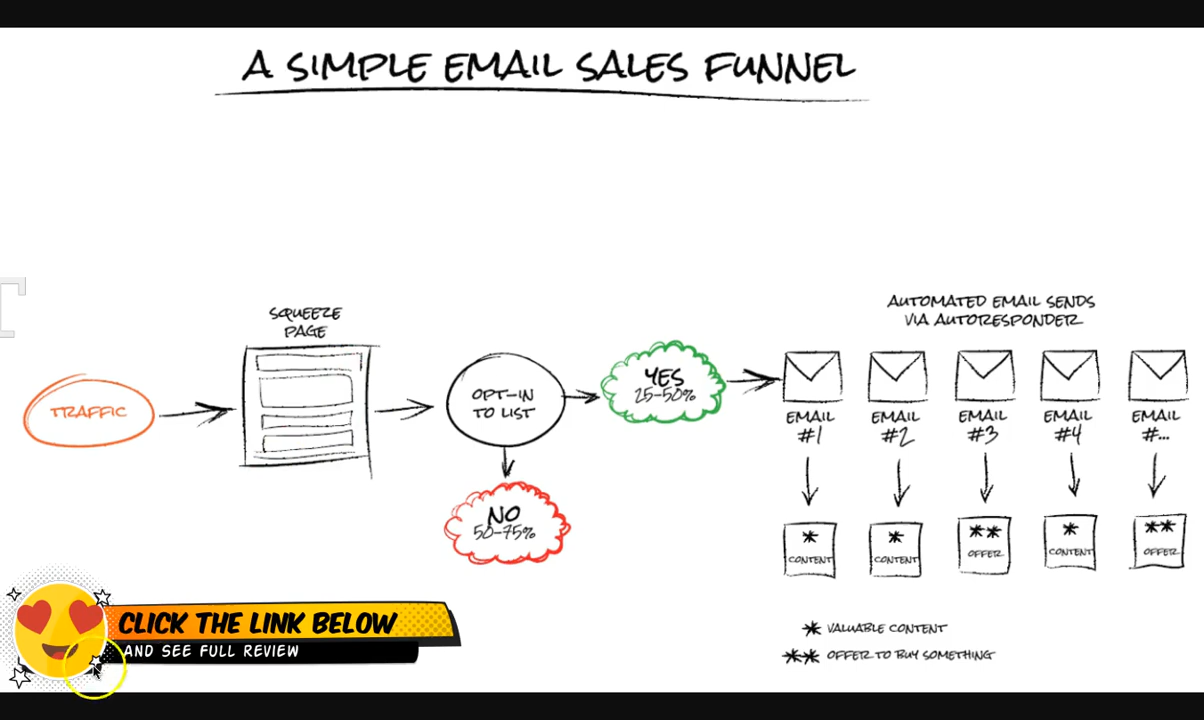 A SIMPLE EMAIL SALES FUNNEL
SQUEEZE
PAGE
AUTOMATED EMAIL SENDS
VIA AUTORESPONDER
TRAFFIC
OPT-IN
TO LIST
YES
25-50%
NO
50-75%
EMAIL
#1
EMAIL
#2
EMAIL
#3
EMAIL
#4
EMAIL
#...
*
CONTENT
*
CONTENT
**
OFFER
*
CONTENT
**
OFFER
* VALUABLE CONTENT
** OFFER TO BUY SOMETHING
CLICK THE LINK BELOW
AND SEE FULL REVIEW